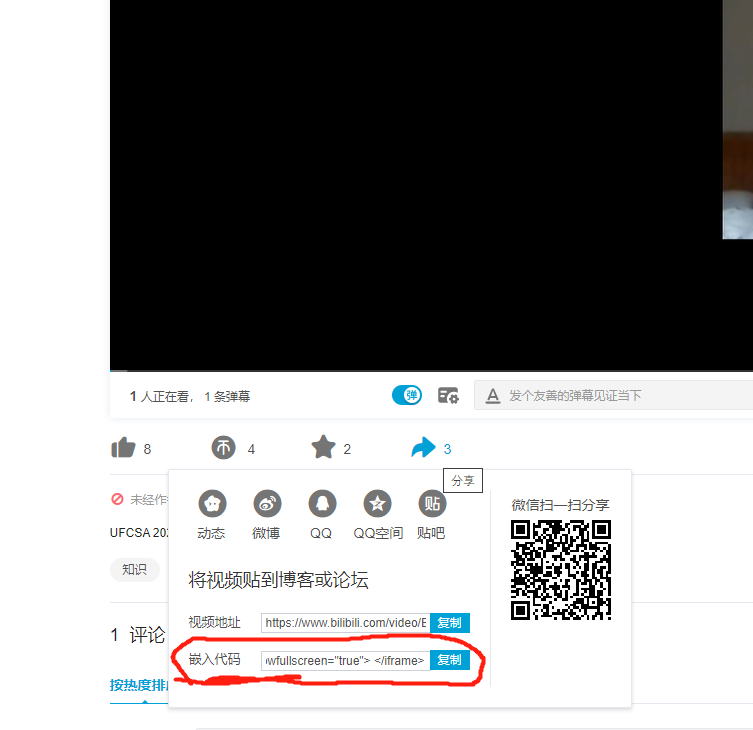 1 人正在看， 1 条弹幕
弹
A 发个友善的弹幕见证当下
8 4 2 3
分享
未经作
UFCSA 202
知识
1 评论
按热度排
贴
动态 微博 QQ QQ空间 贴吧
微信扫一扫分享
将视频贴到博客或论坛
视频地址 https://www.bilibili.com/video/B 复制
嵌入代码 wfullscreen="true"> </iframe> 复制